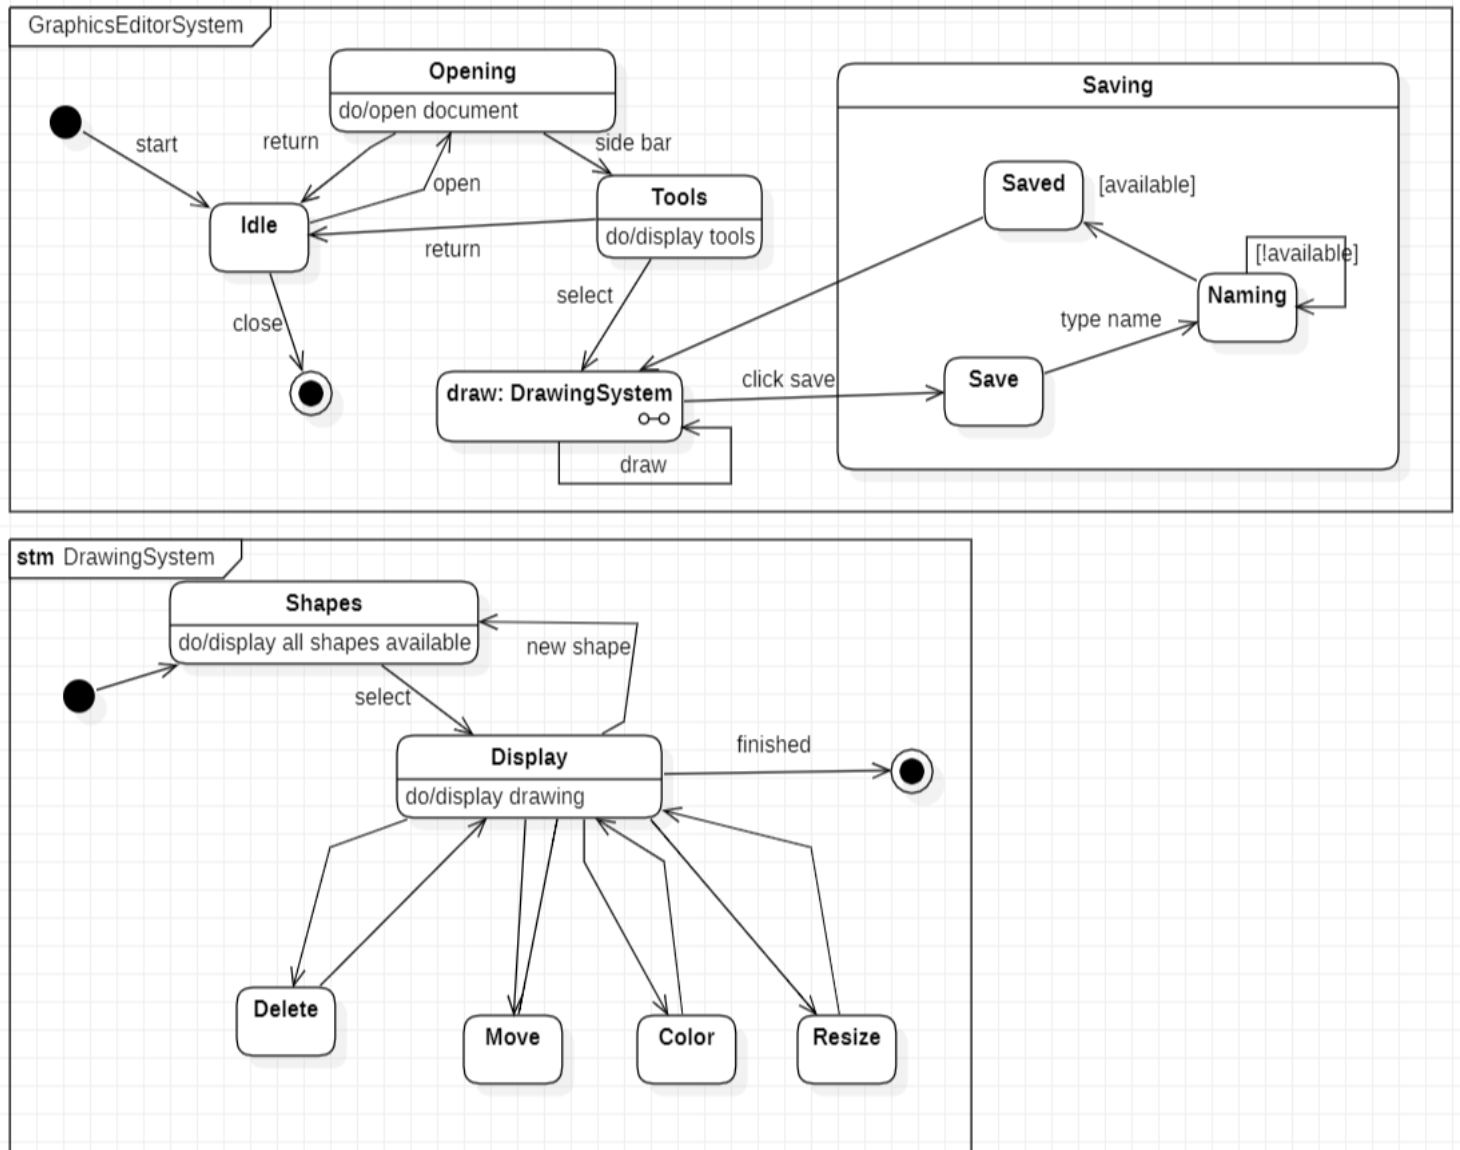 GraphicsEditorSystem
Opening
do/open document
Saving
start
return
side bar
open
Saved
[available]
Tools
do/display tools
Idle
return
[!available]
Naming
select
type name
close
click save
Save
draw: DrawingSystem
draw
stm DrawingSystem
Shapes
do/display all shapes available
new shape
select
Display
do/display drawing
finished
Delete
Move
Color
Resize